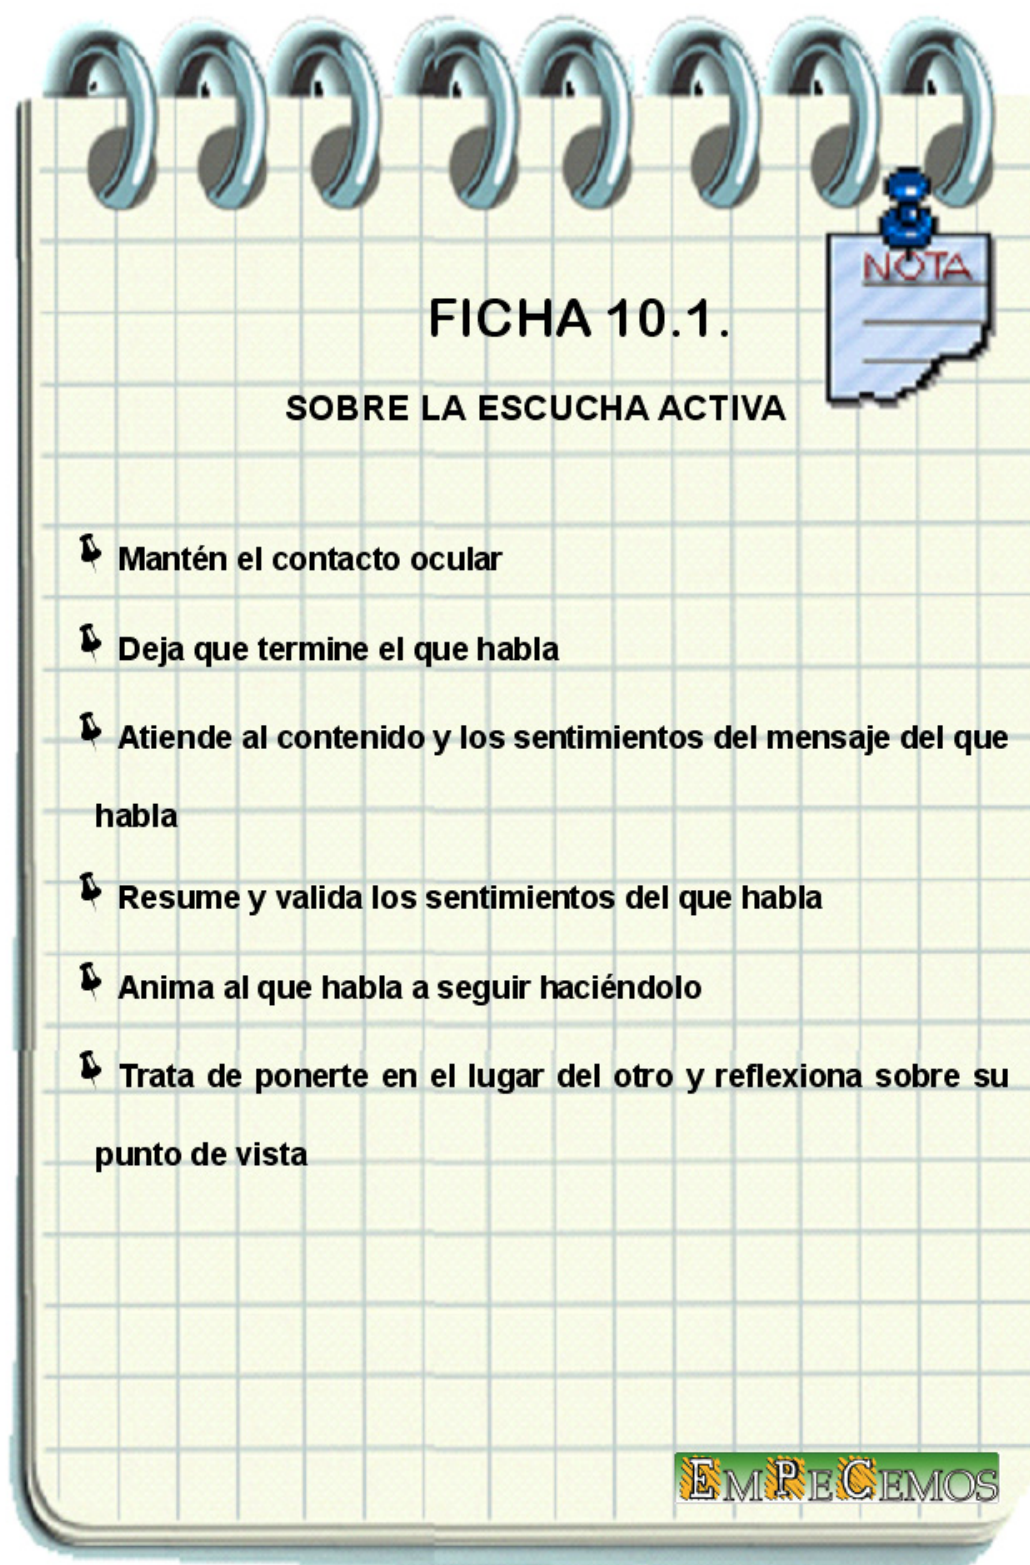 NOTA
FICHA 10.1.
SOBRE LA ESCUCHA ACTIVA
Mantén el contacto ocular
Deja que termine el que habla
Atiende al contenido y los sentimientos del mensaje del que
habla
Resume y valida los sentimientos del que habla
Anima al que habla a seguir haciéndolo
Trata de ponerte en el lugar del otro y reflexiona sobre su
punto de vista
EMPECEMOS